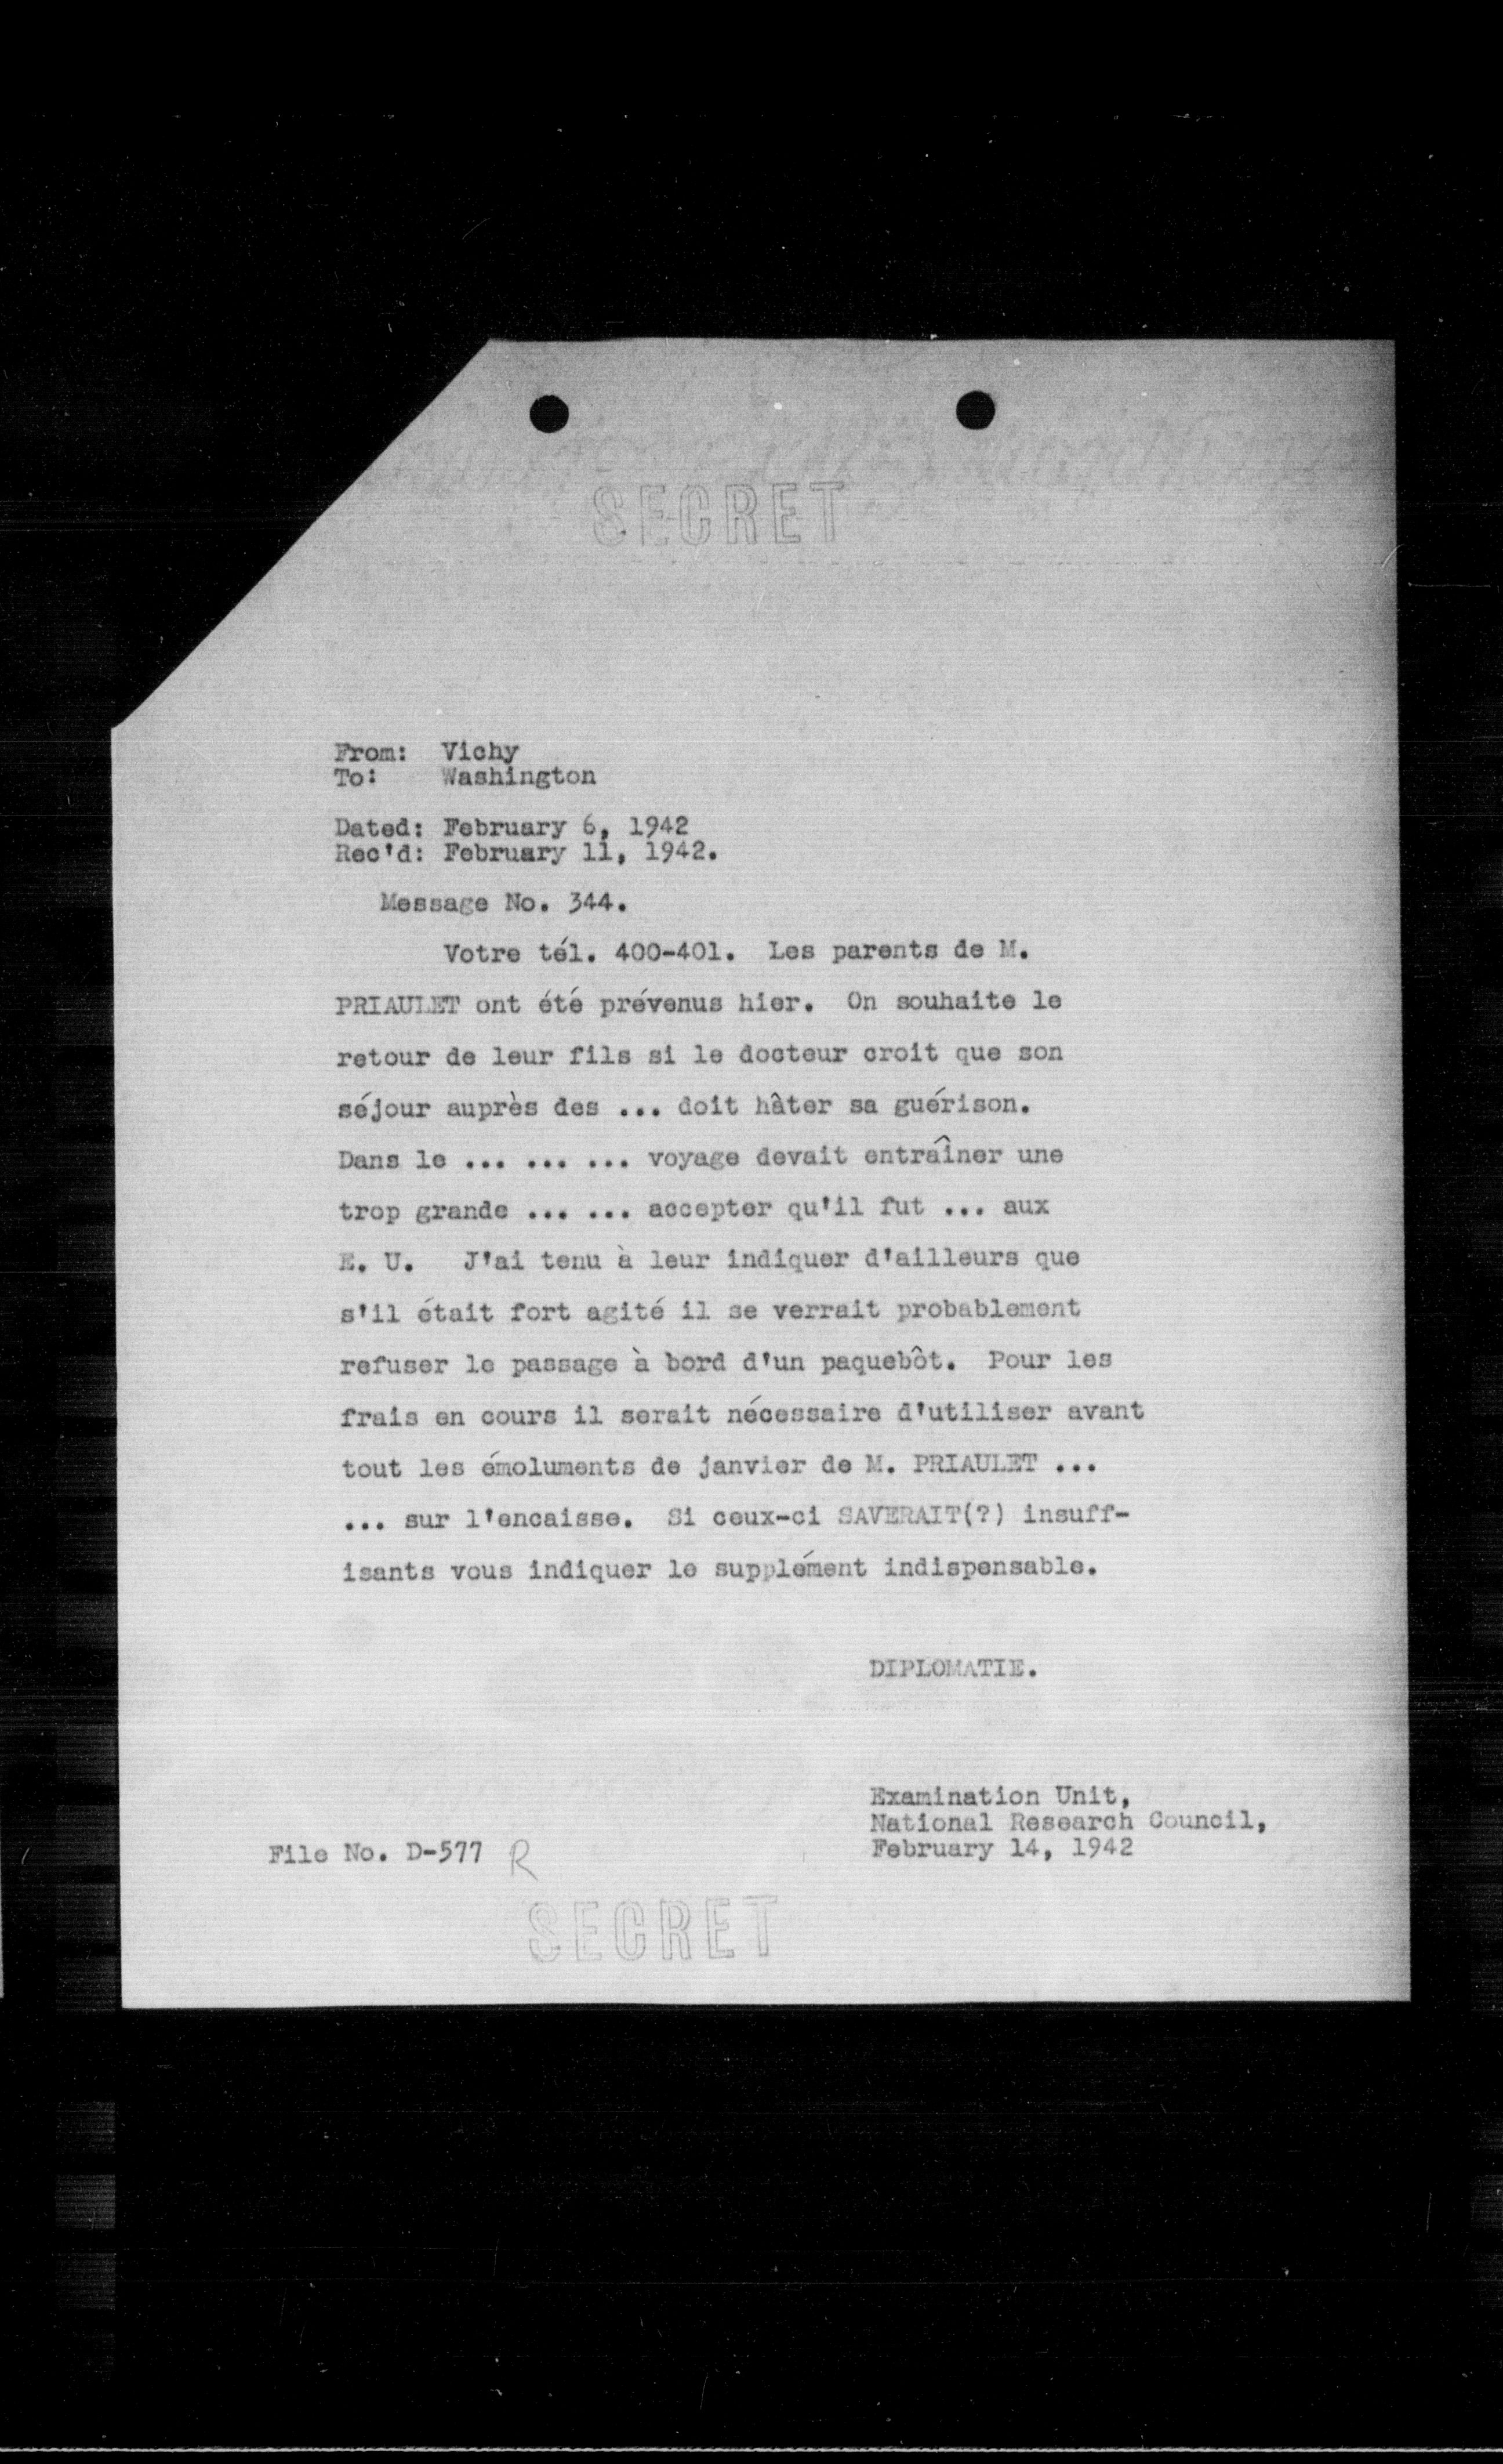 SECRET
From: Vichy
To: Washington
Dated: February 6, 1942
Rec'd: February 11, 1942.
Message No. 344.
Votre tél. 400-401. Les parents de M.
PRIAULET ont été prévenus hier. On souhaite le
retour de leur fils si le docteur croit que son
séjour auprès des ... doit hâter sa guérison.
Dans le ... ... ... voyage devait entraîner une
trop grande ... ... accepter qu'il fut ... aux
E. U. J'ai tenu à leur indiquer d'ailleurs que
s'il était fort agité il se verrait probablement
refuser le passage à bord d'un paquebôt. Pour les
frais en cours il serait nécessaire d'utiliser avant
tout les émoluments de janvier de M. PRIAULET ...
... sur l'encaisse. Si ceux-ci SAVERAIT(?) insuff-
isants vous indiquer le supplément indispensable.
DIPLOMATIE.
Examination Unit,
National Research Council,
February 14, 1942
File No. D-577 R
SECRET